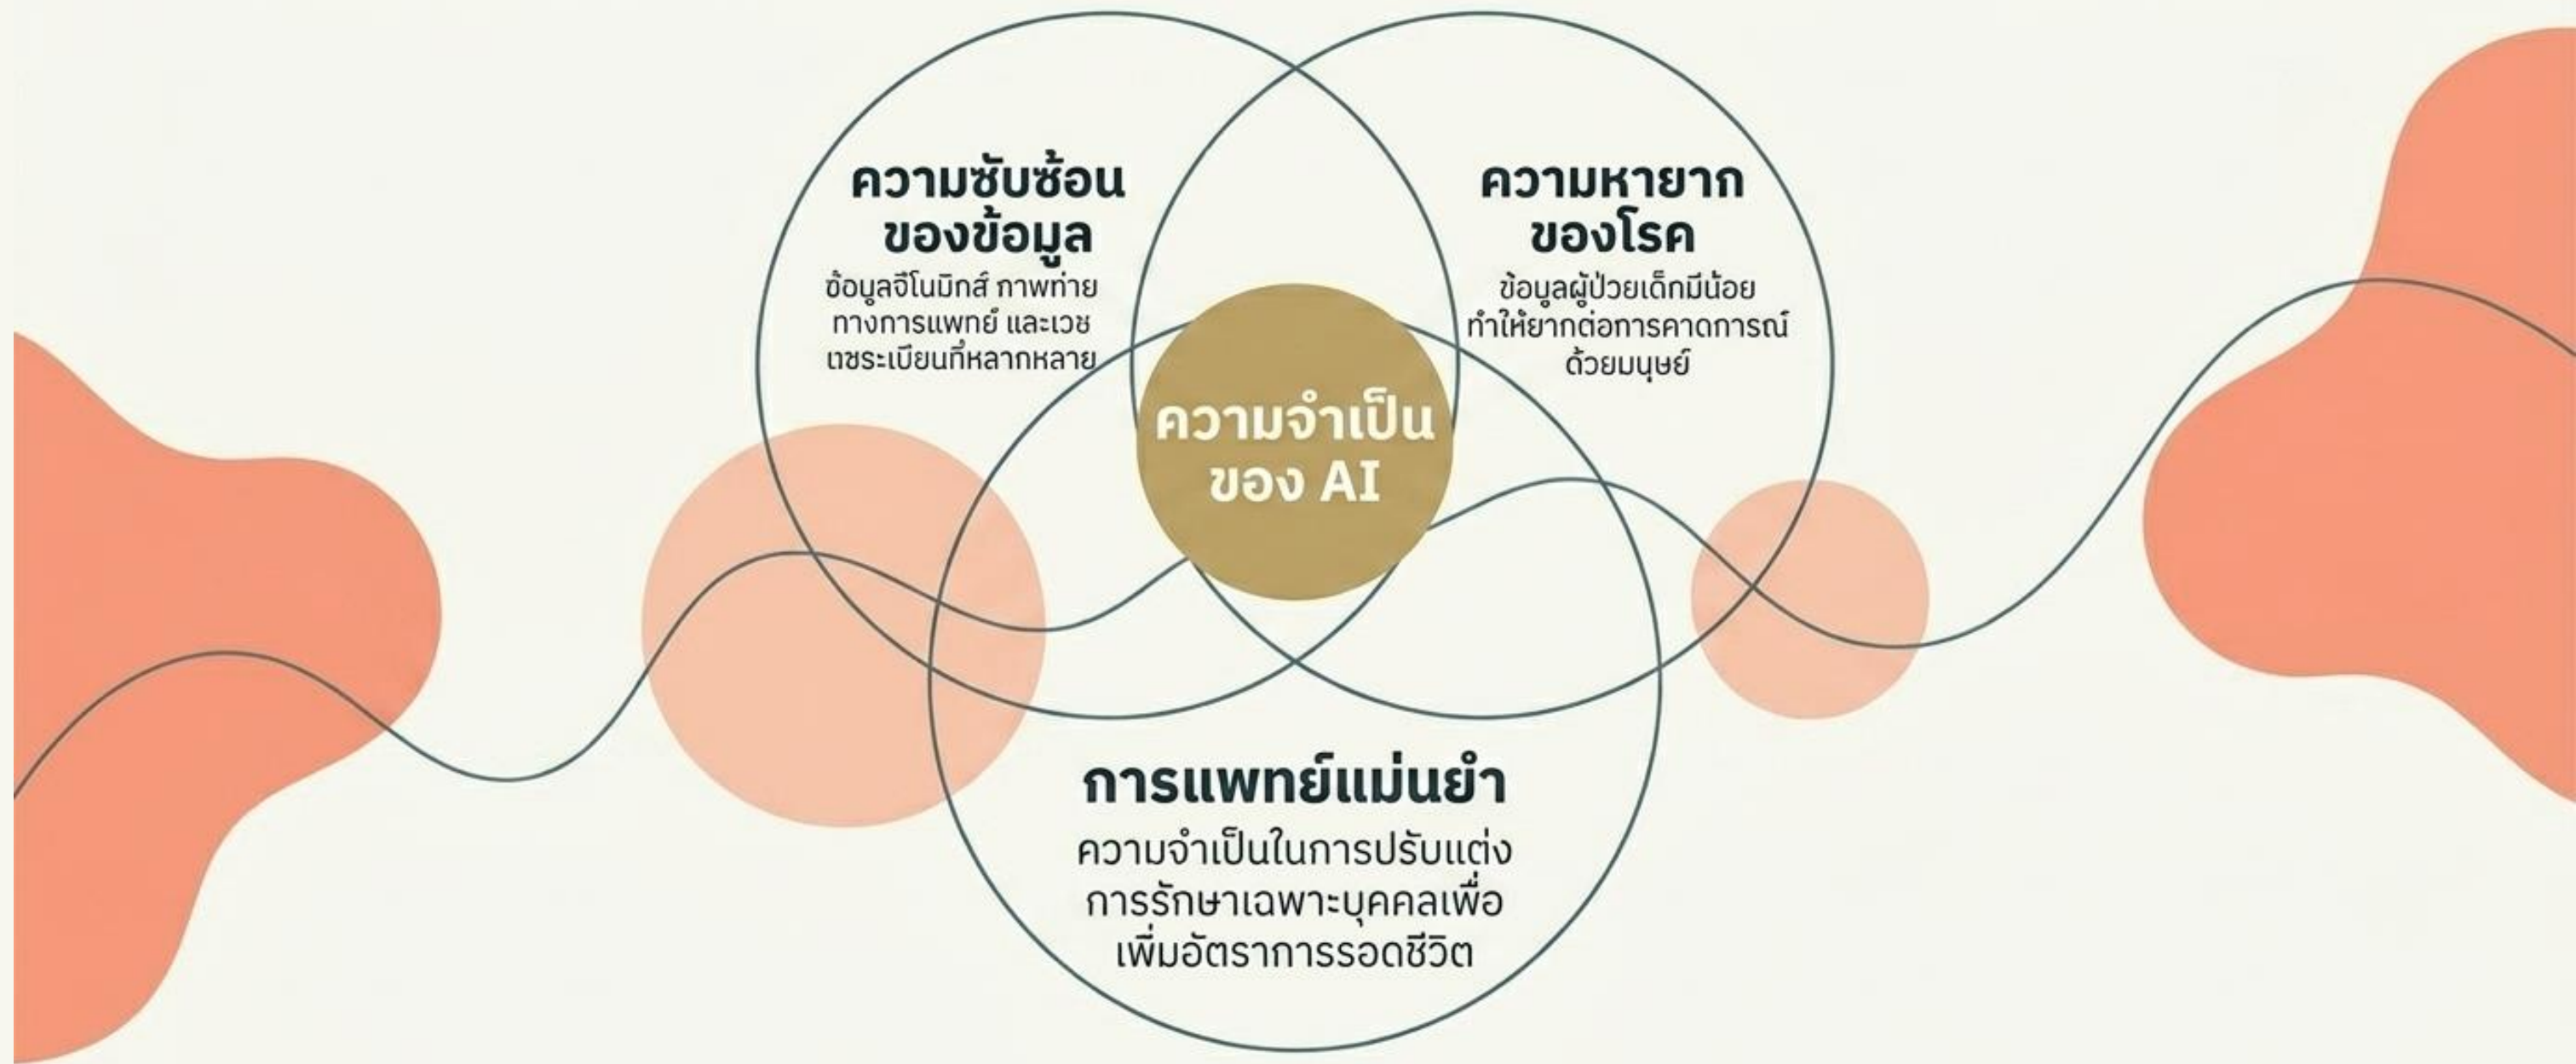 ความซับซ้อน
ของข้อมูล
ข้อมูลจีโนมิกส์ ภาพท่าย
ทางการแพทย์ และเวช
เวชระเบียนที่หลากหลาย
ความหายาก
ของโรค
ข้อมูลผู้ป่วยเด็กมีน้อย
ทำให้ยากต่อการคาดการณ์
ด้วยมนุษย์
ความจำเป็น
ของ AI
การแพทย์แม่นยำ
ความจำเป็นในการปรับแต่ง
การรักษาเฉพาะบุคคลเพื่อ
เพิ่มอัตราการรอดชีวิต